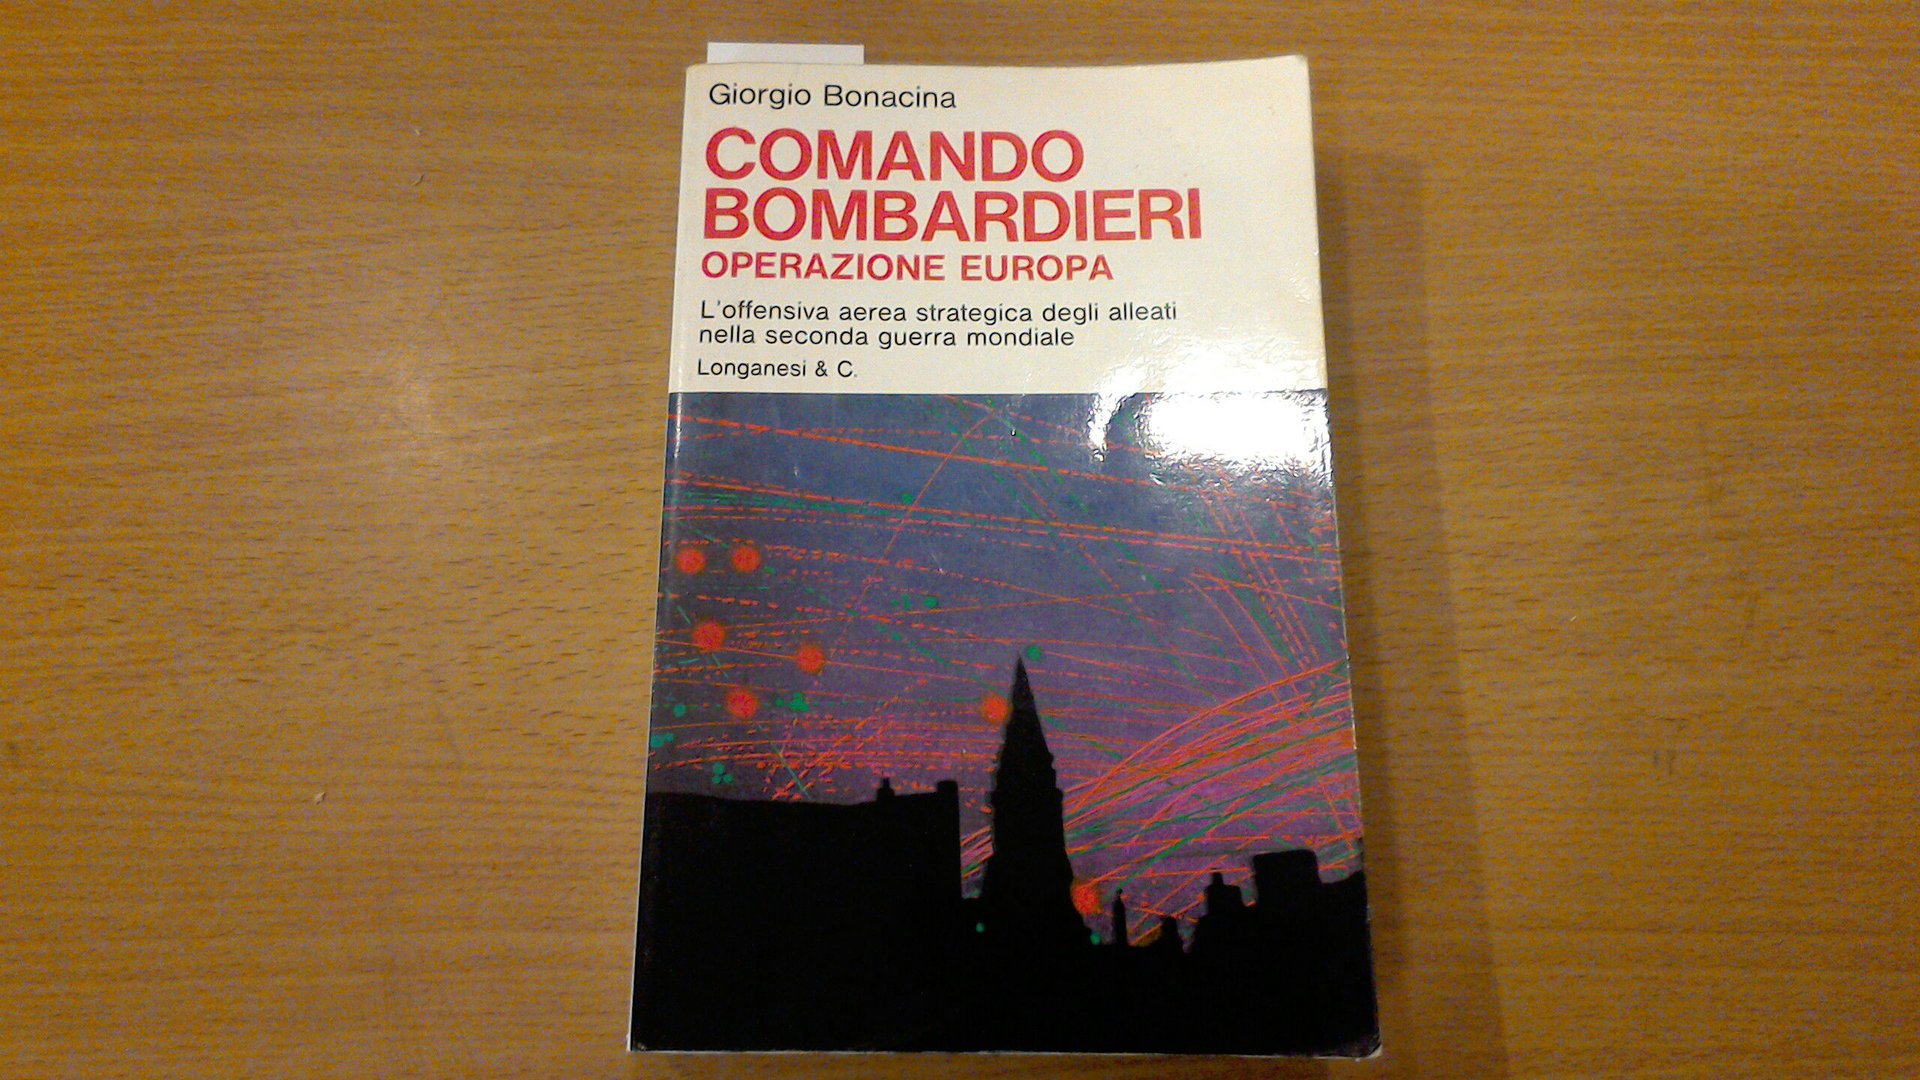 Giorgio Bonacina
COMANDO
BOMBARDIERI
OPERAZIONE EUROPA
L'offensiva aerea strategica degli alleati
nella seconda guerra mondiale
Longanesi & C.